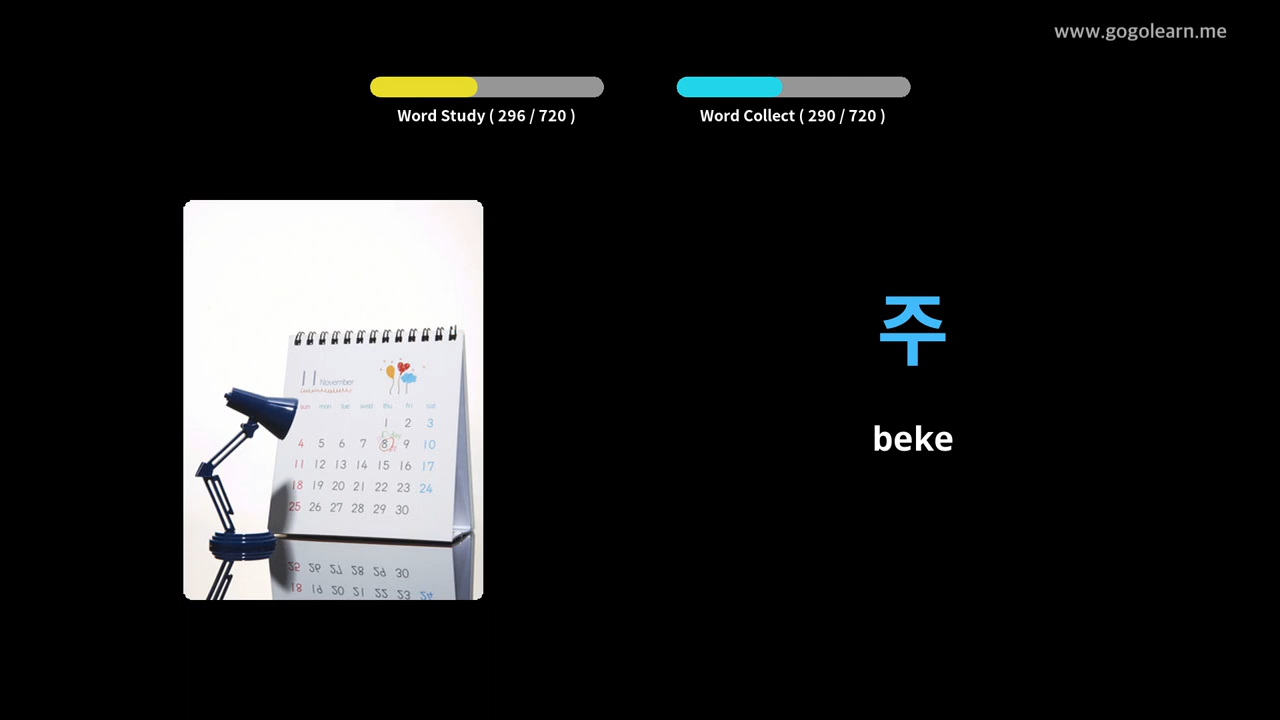 www.gogolearn.me
Word Study ( 296 / 720 )
Word Collect ( 290 / 720 )
주
beke
11 November
sun mon tue wed thu fri sat
1 2 3
4 5 6 7 8 9 10
11 12 13 14 15 16 17
18 19 20 21 22 23 24
25 26 27 28 29 30